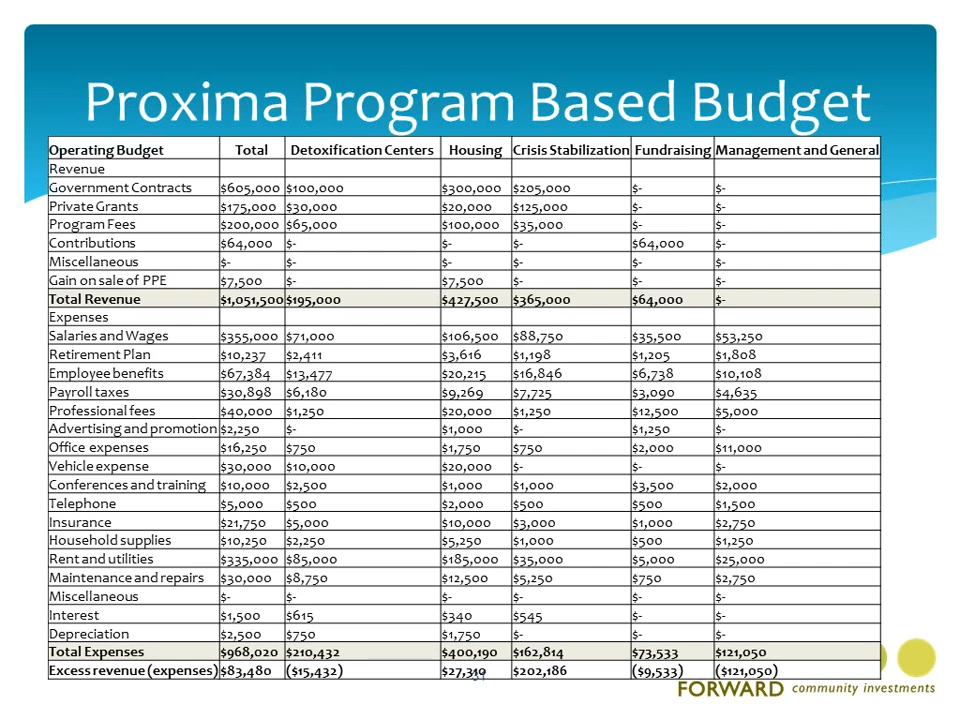 Proxima Program Based Budget
Operating Budget Total Detoxification Centers Housing Crisis Stabilization Fundraising Management and General
Revenue
Government Contracts $605,000 $100,000 $300,000 $205,000 $- $-
Private Grants $175,000 $30,000 $20,000 $125,000 $- $-
Program Fees $200,000 $65,000 $100,000 $35,000 $- $-
Contributions $64,000 $- $- $- $64,000 $-
Miscellaneous $- $- $- $- $- $-
Gain on sale of PPE $7,500 $- $7,500 $- $- $-
Total Revenue $1,051,500 $195,000 $427,500 $365,000 $64,000 $-
Expenses
Salaries and Wages $355,000 $71,000 $106,500 $88,750 $35,500 $53,250
Retirement Plan $10,237 $2,411 $3,616 $1,198 $1,205 $1,808
Employee benefits $67,384 $13,477 $20,215 $16,846 $6,738 $10,108
Payroll taxes $30,898 $6,180 $9,269 $7,725 $3,090 $4,635
Professional fees $40,000 $1,250 $20,000 $1,250 $12,500 $5,000
Advertising and promotion $2,250 $- $1,000 $- $1,250 $-
Office expenses $16,250 $750 $1,750 $750 $2,000 $11,000
Vehicle expense $30,000 $10,000 $20,000 $- $- $-
Conferences and training $10,000 $2,500 $1,000 $1,000 $3,500 $2,000
Telephone $5,000 $500 $2,000 $500 $500 $1,500
Insurance $21,750 $5,000 $10,000 $3,000 $1,000 $2,750
Household supplies $10,250 $2,250 $5,250 $1,000 $500 $1,250
Rent and utilities $335,000 $85,000 $185,000 $35,000 $5,000 $25,000
Maintenance and repairs $30,000 $8,750 $12,500 $5,250 $750 $2,750
Miscellaneous $- $- $- $- $- $-
Interest $1,500 $615 $340 $545 $- $-
Depreciation $2,500 $750 $1,750 $- $- $-
Total Expenses $968,020 $210,432 $400,190 $162,814 $73,533 $121,050
Excess revenue (expenses) $83,480 ($15,432) $27,310 $202,186 ($9,533) ($121,050)
FORWARD community investments